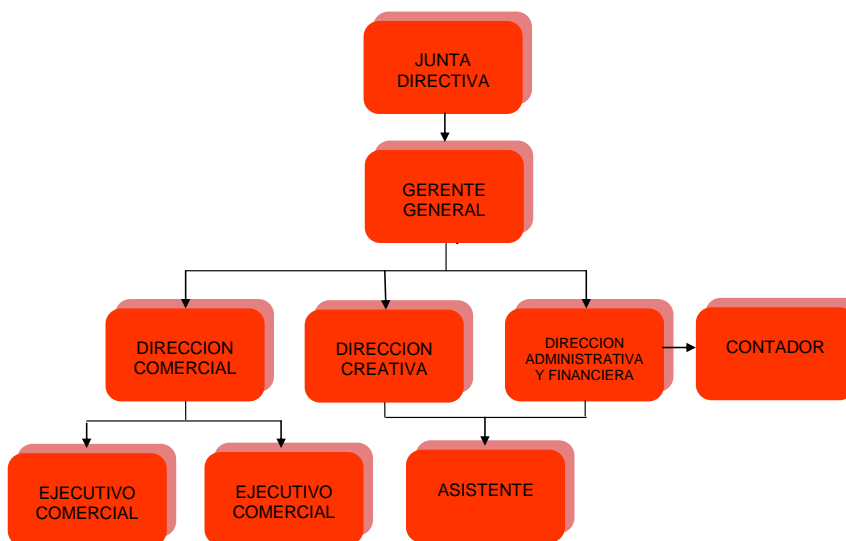 JUNTA
DIRECTIVA
GERENTE
GENERAL
DIRECCION
COMERCIAL
DIRECCION
CREATIVA
DIRECCION
ADMINISTRATIVA
Y FINANCIERA
CONTADOR
EJECUTIVO
COMERCIAL
EJECUTIVO
COMERCIAL
ASISTENTE